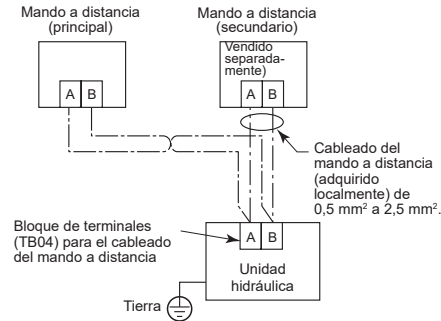 Mando a distancia
(principal)
Mando a distancia
(secundario)
Vendido
separada-
mente)
A B
A B
Cableado del
mando a distancia
(adquirido
localmente) de
0,5 mm² a 2,5 mm².
Bloque de terminales
(TB04) para el cableado
del mando a distancia
A B
Unidad
hidráulica
Tierra